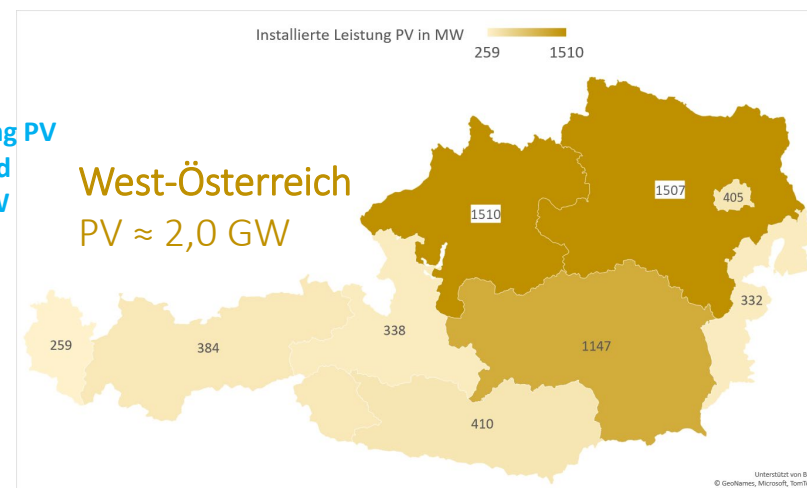 Installierte Leistung PV in MW
259 1510
PV
West-Österreich
PV ≈ 2,0 GW
1510
1507
405
332
259
384
338
1147
410
Unterstützt von
© GeoNames, Microsoft,